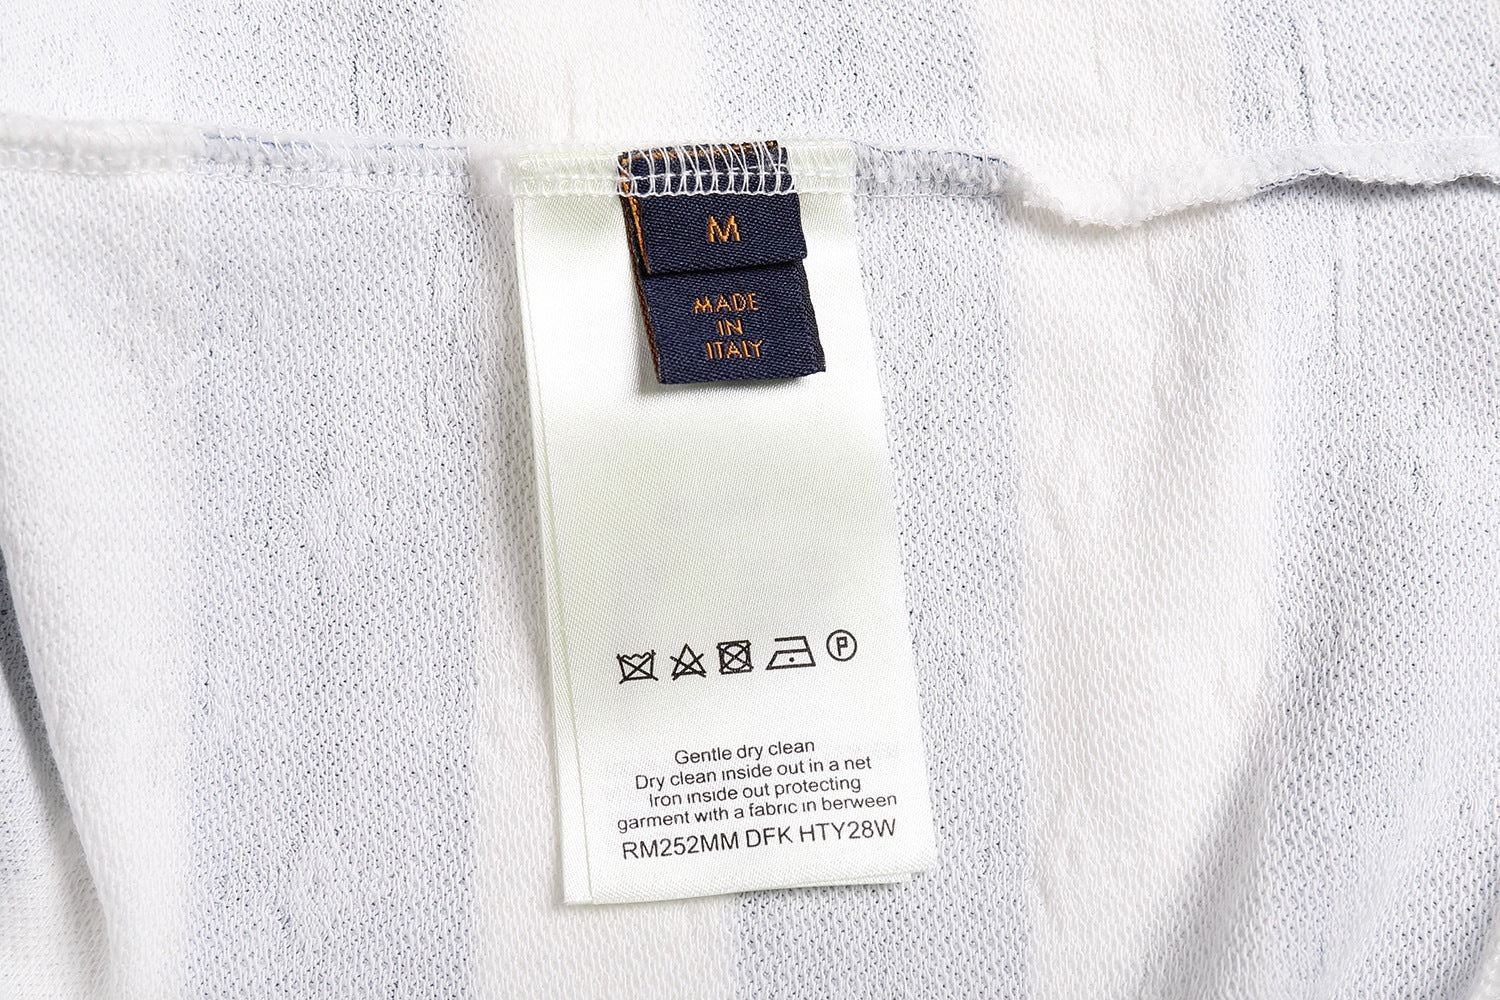 M
MADE
IN
ITALY
P
Gentle dry clean
Dry clean inside out in a net
Iron inside out protecting
garment with a fabric in berween
RM252MM DFK HTY28W